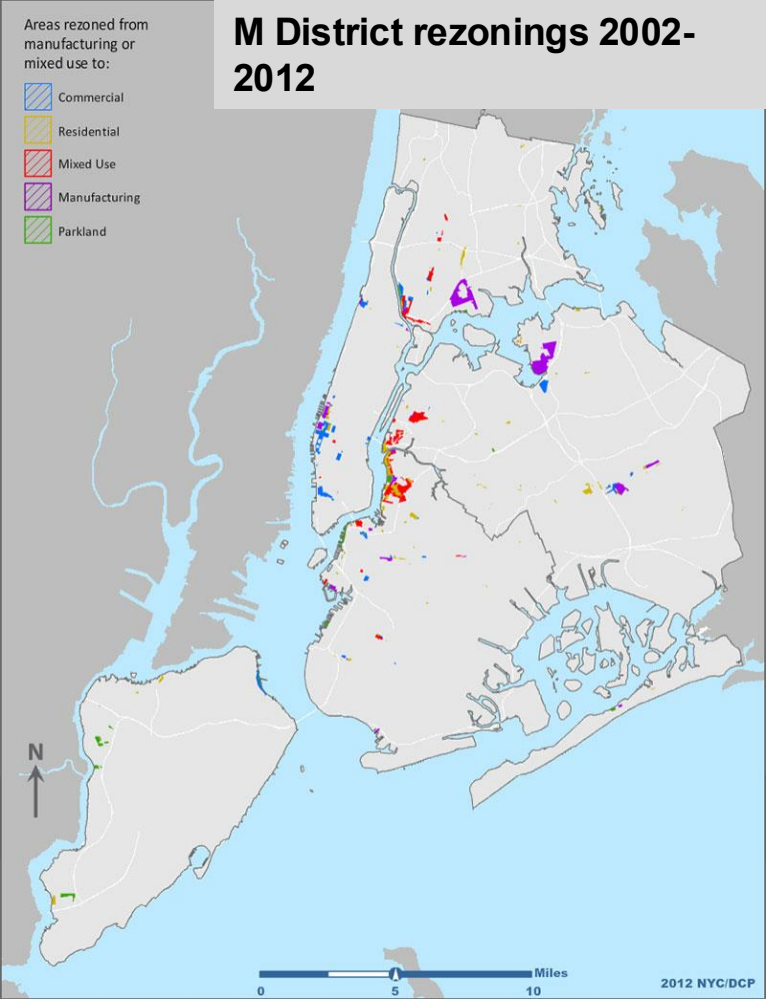 M District rezonings 2002-
2012
Areas rezoned from
manufacturing or
mixed use to:
Commercial
Residential
Mixed Use
Manufacturing
Parkland
N
Miles
0 5 10
2012 NYC/DCP